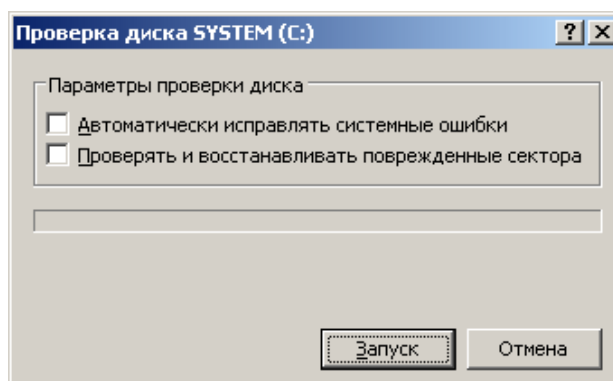 Проверка диска SYSTEM (C:)
Параметры проверки диска
Автоматически исправлять системные ошибки
Проверять и восстанавливать поврежденные сектора
Запуск
Отмена